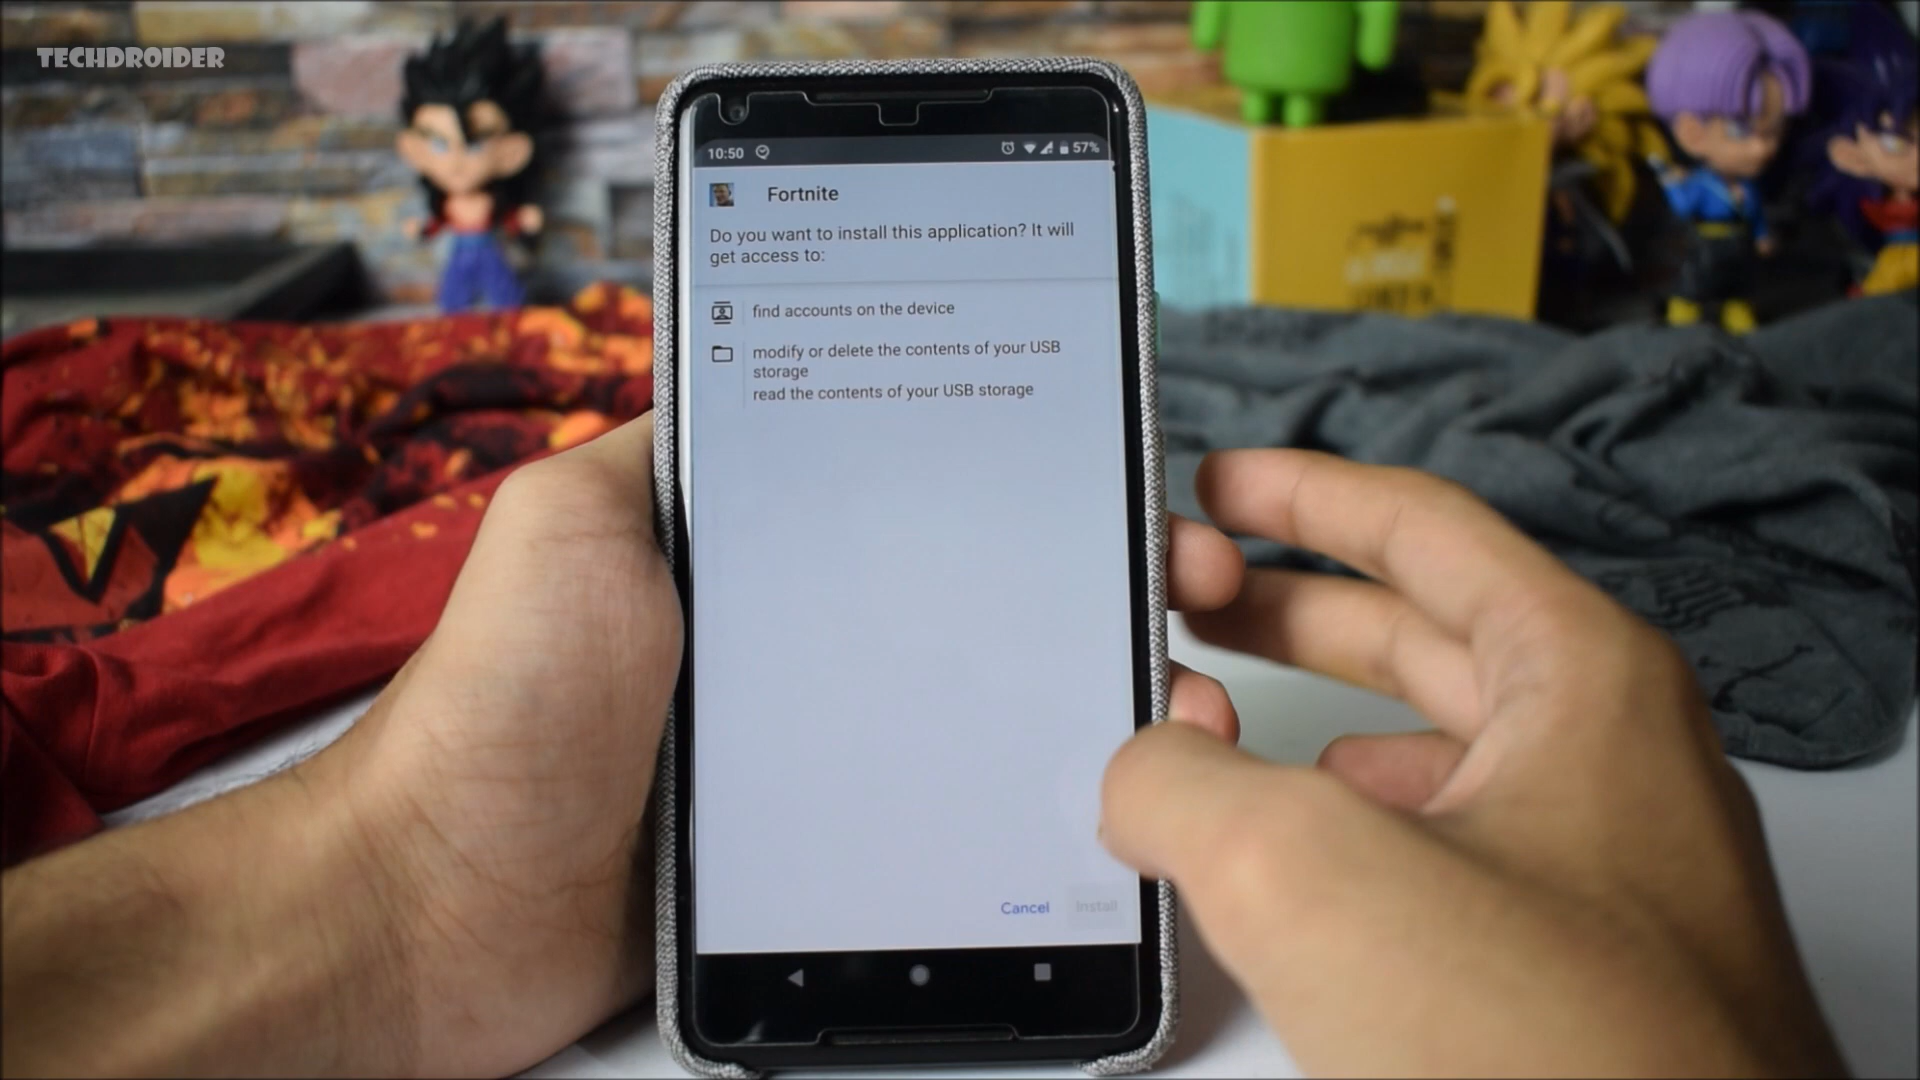 TECHDROIDER
10:50
57%
Fortnite
Do you want to install this application? It will
get access to:
find accounts on the device
modify or delete the contents of your USB
storage
read the contents of your USB storage
Cancel
Install